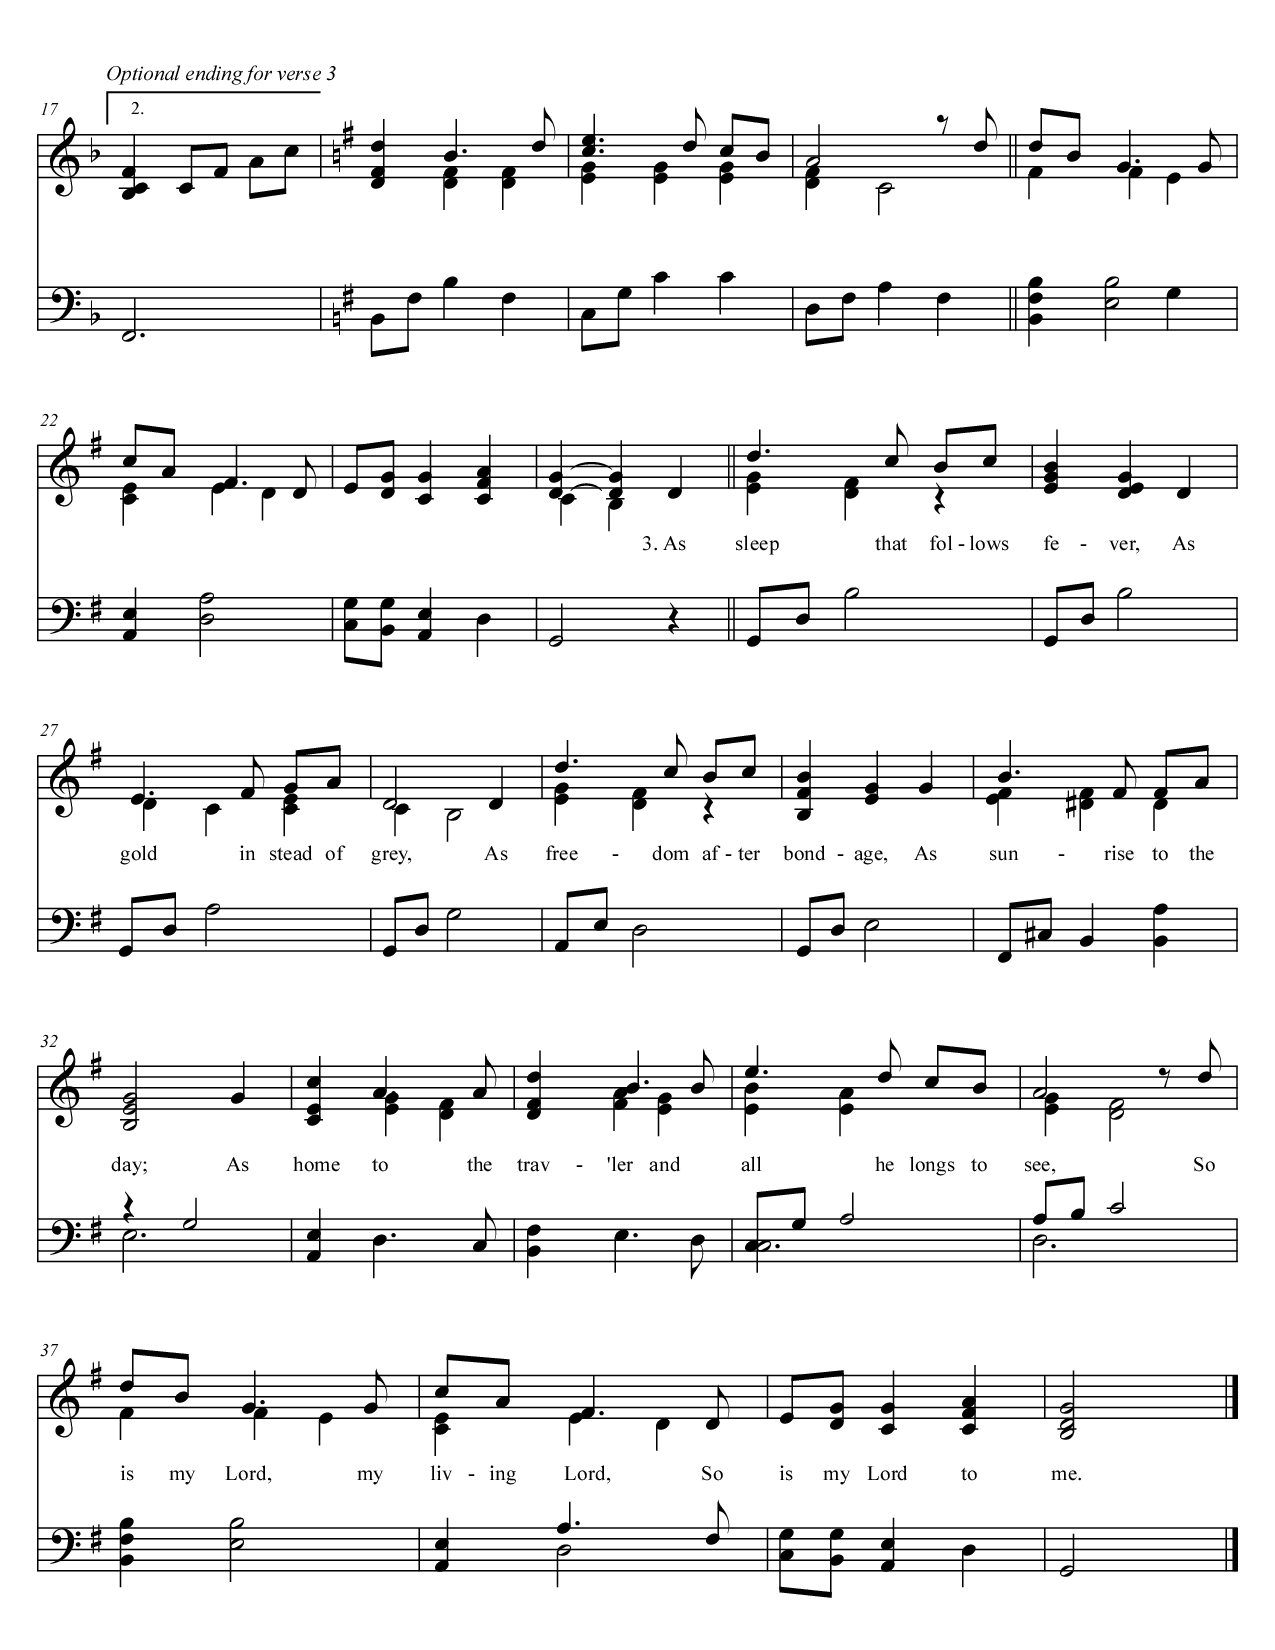 Optional ending for verse 3
17
2.
22
3. As sleep that fol - lows fe - ver, As
27
gold in stead of grey, As free - dom af - ter bond - age, As sun - rise to the
32
day; As home to the trav - 'ler and all he longs to see, So
37
is my Lord, my liv - ing Lord, So is my Lord to me.